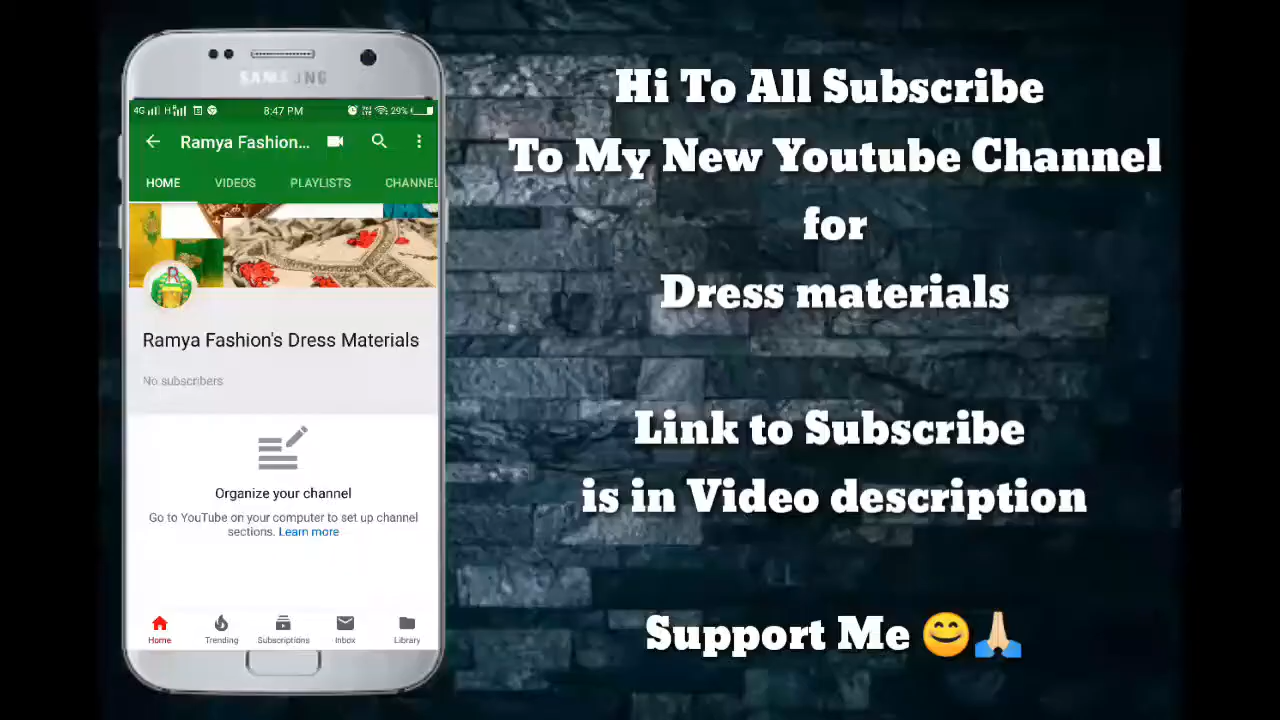 SAMSUNG
4G H 8:47 PM 29%
Ramya Fashion...
HOME VIDEOS PLAYLISTS CHANNEL
R
Ramya Fashion's Dress Materials
No subscribers
Organize your channel
Go to YouTube on your computer to set up channel
sections. Learn more
Home Trending Subscriptions Inbox Library
Hi To All Subscribe
To My New Youtube Channel
for
Dress materials
Link to Subscribe
is in Video description
Support Me 😊🙏🏻